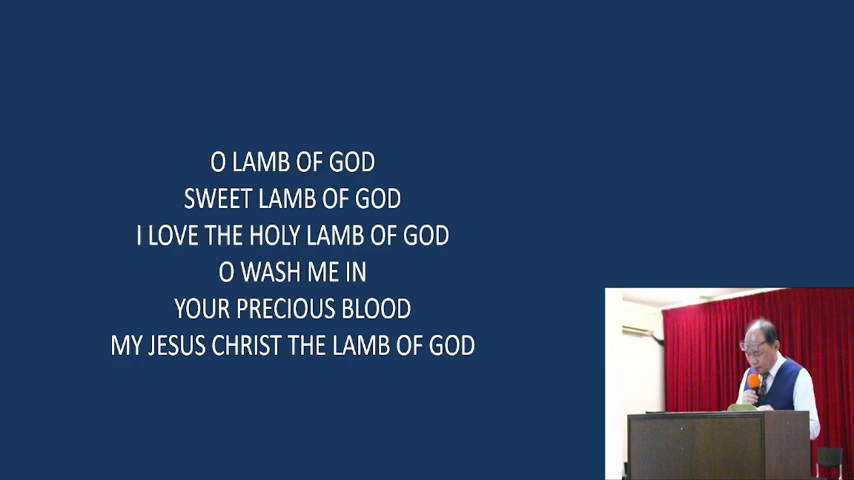 O LAMB OF GOD
SWEET LAMB OF GOD
I LOVE THE HOLY LAMB OF GOD
O WASH ME IN
YOUR PRECIOUS BLOOD
MY JESUS CHRIST THE LAMB OF GOD